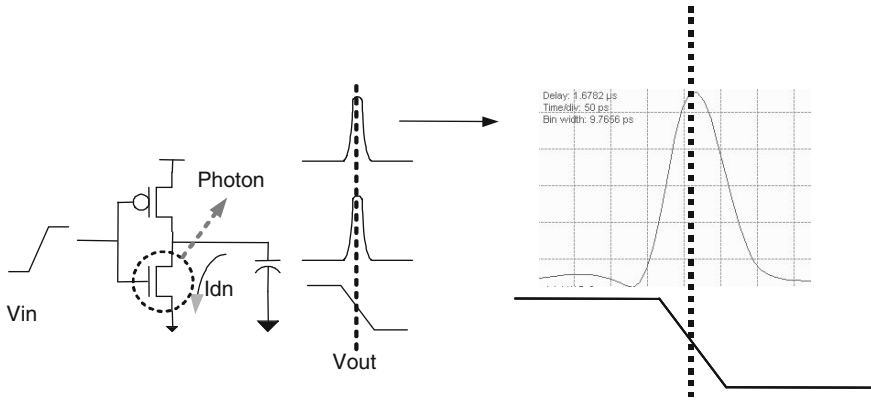 Delay: 1.6782 µs
Time/div: 50 ps
Bin width: 9.7656 ps
Photon
Idn
Vin
Vout